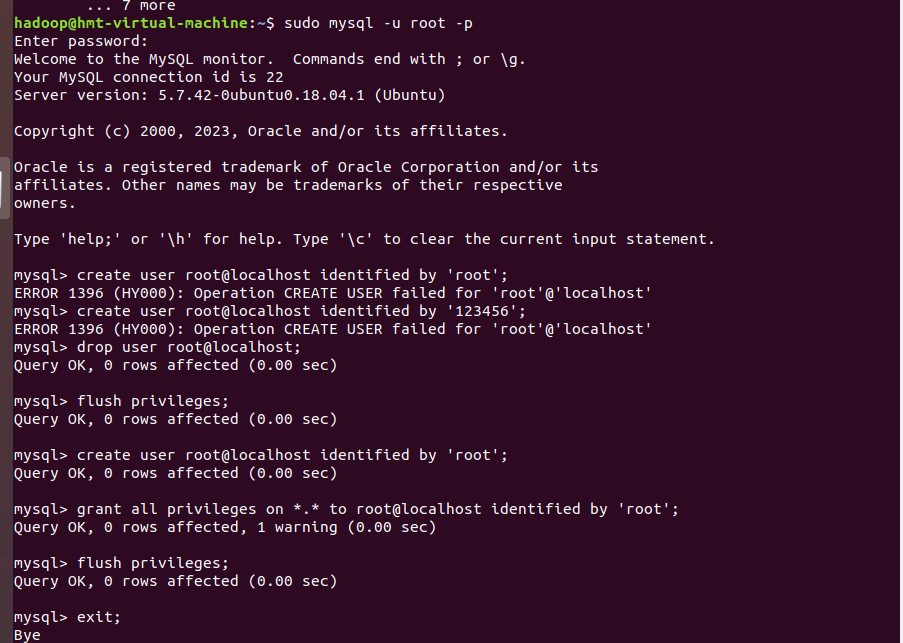 ... 7 more
hadoop@hmt-virtual-machine:~$ sudo mysql -u root -p
Enter password:
Welcome to the MySQL monitor.  Commands end with ; or \g.
Your MySQL connection id is 22
Server version: 5.7.42-0ubuntu0.18.04.1 (Ubuntu)
Copyright (c) 2000, 2023, Oracle and/or its affiliates.
Oracle is a registered trademark of Oracle Corporation and/or its
affiliates. Other names may be trademarks of their respective
owners.
Type 'help;' or '\h' for help. Type '\c' to clear the current input statement.
mysql> create user root@localhost identified by 'root';
ERROR 1396 (HY000): Operation CREATE USER failed for 'root'@'localhost'
mysql> create user root@localhost identified by '123456';
ERROR 1396 (HY000): Operation CREATE USER failed for 'root'@'localhost'
mysql> drop user root@localhost;
Query OK, 0 rows affected (0.00 sec)
mysql> flush privileges;
Query OK, 0 rows affected (0.00 sec)
mysql> create user root@localhost identified by 'root';
Query OK, 0 rows affected (0.00 sec)
mysql> grant all privileges on *.* to root@localhost identified by 'root';
Query OK, 0 rows affected, 1 warning (0.00 sec)
mysql> flush privileges;
Query OK, 0 rows affected (0.00 sec)
mysql> exit;
Bye